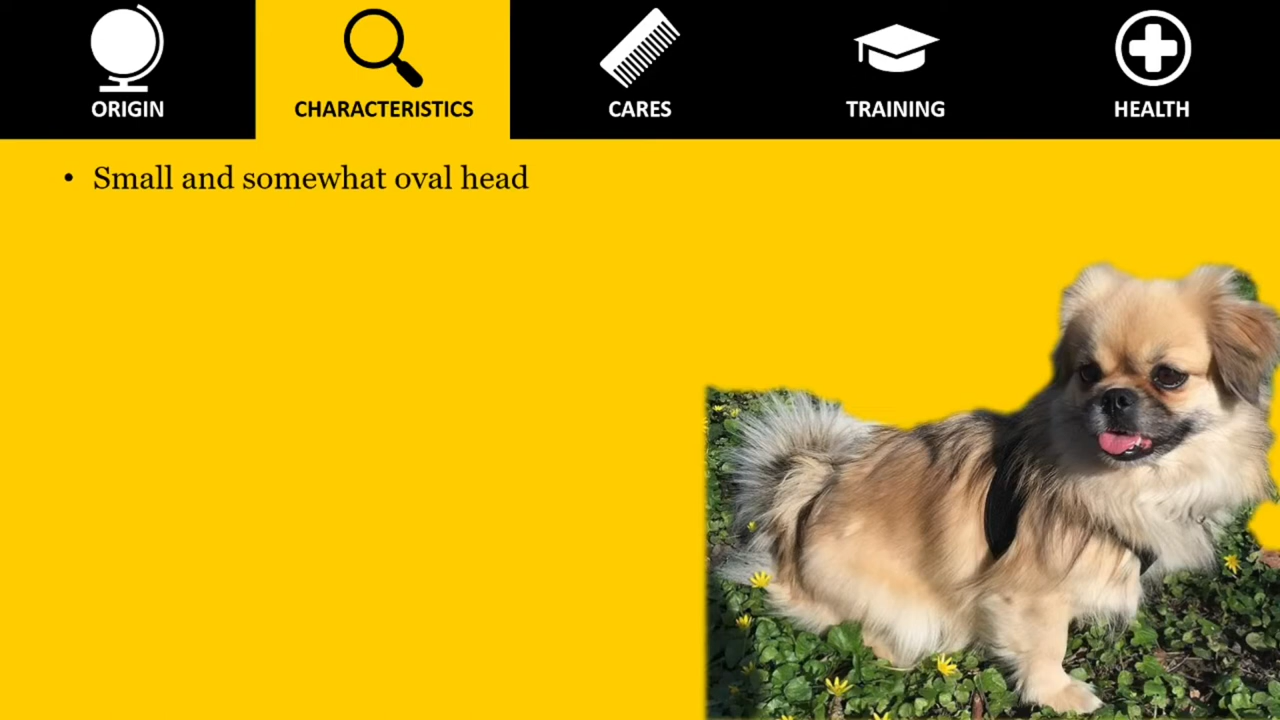 ORIGIN
CHARACTERISTICS
CARES
TRAINING
HEALTH
• Small and somewhat oval head